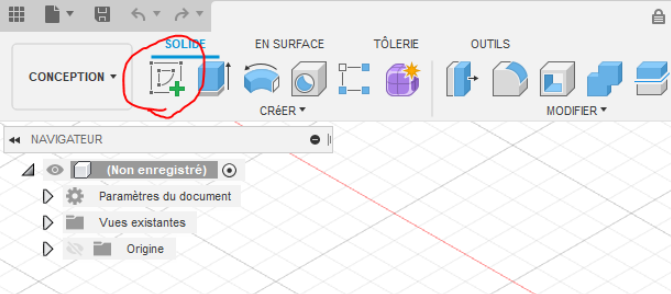 SOLIDE EN SURFACE TÔLERIE OUTILS
CONCEPTION
CRéER MODIFIER
NAVIGATEUR
(Non enregistré)
Paramètres du document
Vues existantes
Origine